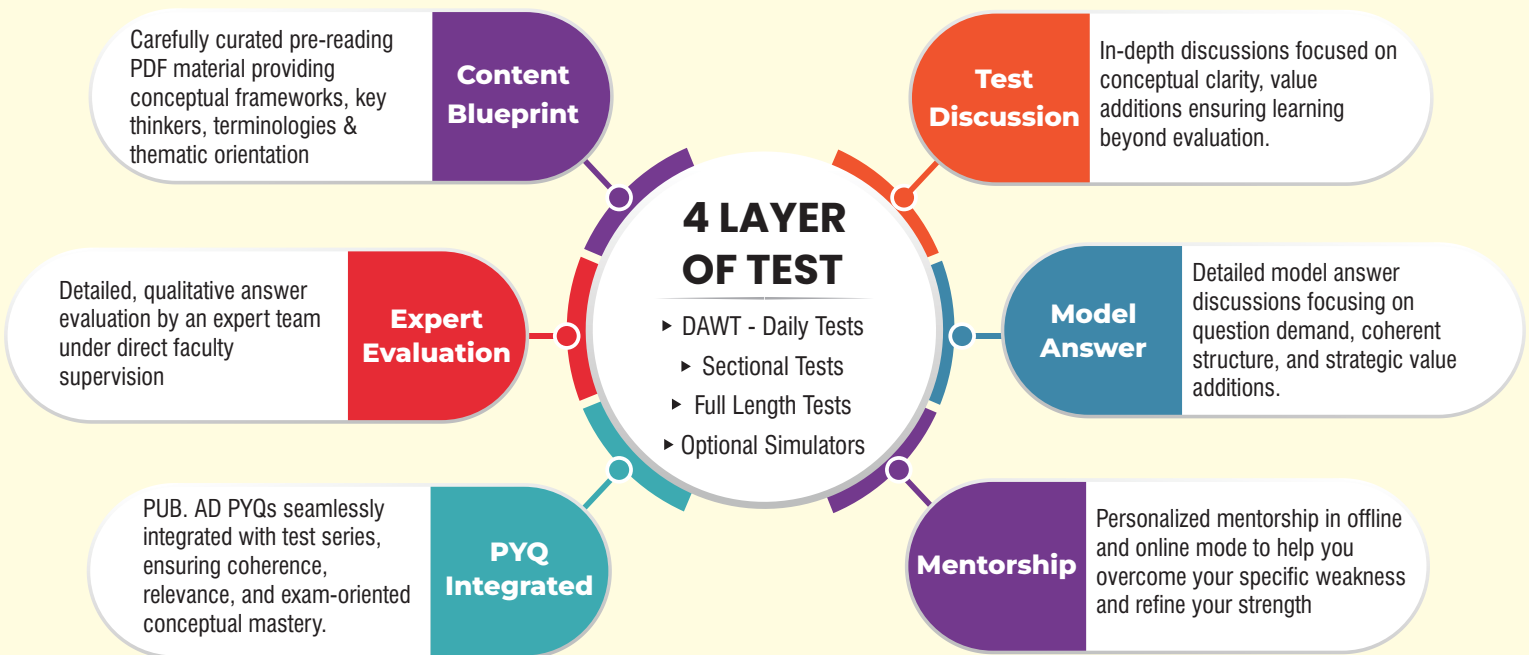 Carefully curated pre-reading
PDF material providing
conceptual frameworks, key
thinkers, terminologies &
thematic orientation
Content
Blueprint
Test
Discussion
In-depth discussions focused on
conceptual clarity, value
additions ensuring learning
beyond evaluation.
4 LAYER
OF TEST
▸ DAWT - Daily Tests
▸ Sectional Tests
▸ Full Length Tests
▸ Optional Simulators
Detailed, qualitative answer
evaluation by an expert team
under direct faculty
supervision
Expert
Evaluation
Model
Answer
Detailed model answer
discussions focusing on
question demand, coherent
structure, and strategic value
additions.
PUB. AD PYQs seamlessly
integrated with test series,
ensuring coherence,
relevance, and exam-oriented
conceptual mastery.
PYQ
Integrated
Mentorship
Personalized mentorship in offline
and online mode to help you
overcome your specific weakness
and refine your strength